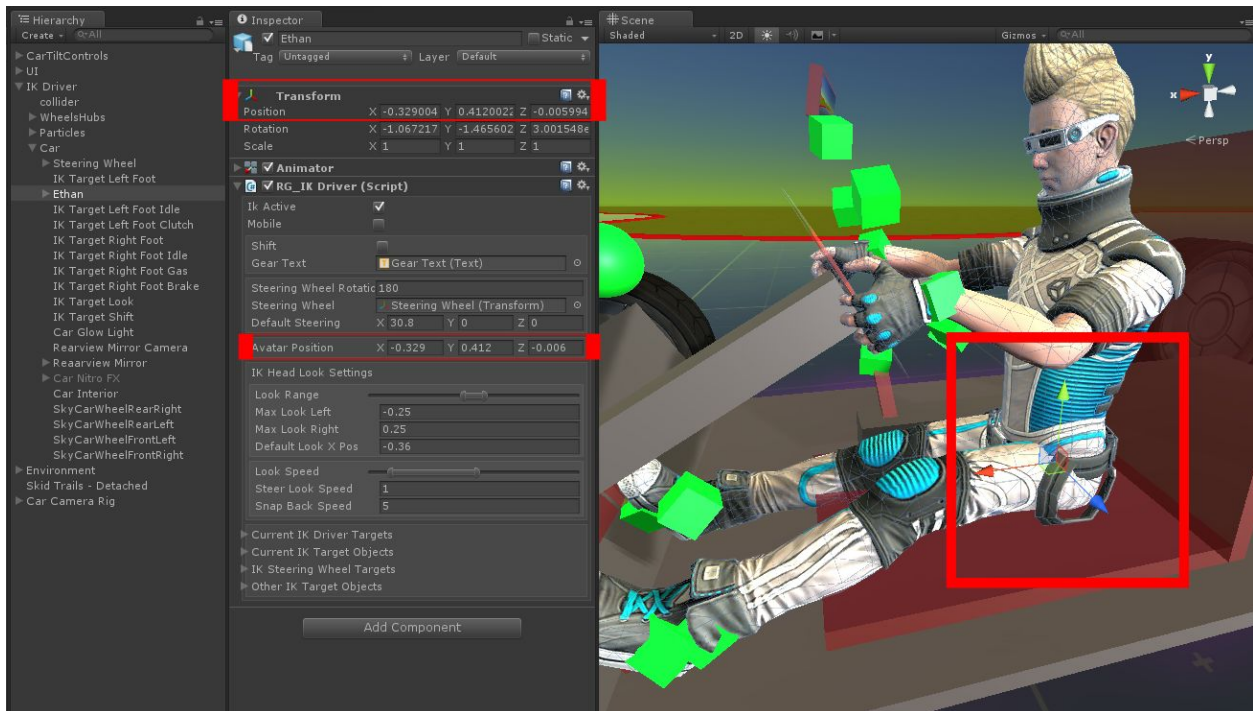 Hierarchy
Create
All
CarTiltControls
UI
IK Driver
collider
WheelsHubs
Particles
Car
Steering Wheel
IK Target Left Foot
Ethan
IK Target Left Foot Idle
IK Target Left Foot Clutch
IK Target Right Foot
IK Target Right Foot Idle
IK Target Right Foot Gas
IK Target Right Foot Brake
IK Target Look
IK Target Shift
Car Glow Light
Rearview Mirror Camera
Reaarview Mirror
Car Nitro FX
Car Interior
SkyCarWheelRearRight
SkyCarWheelRearLeft
SkyCarWheelFrontLeft
SkyCarWheelFrontRight
Environment
Skid Trails - Detached
Car Camera Rig
Inspector
Ethan Static
Tag Untagged Layer Default
Transform
Position X -0.329004 Y 0.4120022 Z -0.005994
Rotation X -1.067217 Y -1.465602 Z 3.001548e
Scale X 1 Y 1 Z 1
Animator
RG_IK Driver (Script)
Ik Active
Mobile
Shift
Gear Text Gear Text (Text)
Steering Wheel Rotatic 180
Steering Wheel Steering Wheel (Transform)
Default Steering X 30.8 Y 0 Z 0
Avatar Position X -0.329 Y 0.412 Z -0.006
IK Head Look Settings
Look Range
Max Look Left -0.25
Max Look Right 0.25
Default Look X Pos -0.36
Look Speed
Steer Look Speed 1
Snap Back Speed 5
Current IK Driver Targets
Current IK Target Objects
IK Steering Wheel Targets
Other IK Target Objects
Add Component
Scene
Shaded 2D Gizmos All
y
x
Persp